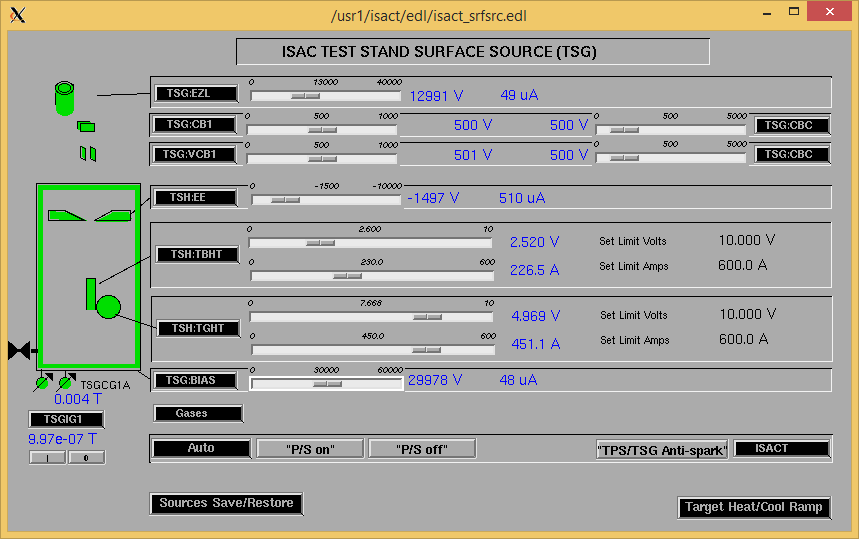 /usr1/isact/edl/isact_srfsrc.edl
ISAC TEST STAND SURFACE SOURCE (TSG)
0 13000 40000
TSG:EZL 12991 V 49 uA
0 500 1000 0 500 5000
TSG:CB1 500 V 500 V TSG:CBC
0 500 1000 0 500 5000
TSG:VCB1 501 V 500 V TSG:CBC
0 -1500 -10000
TSH:EE -1497 V 510 uA
0 2.600 10
2.520 V Set Limit Volts 10.000 V
TSH:TBHT
0 230.0 600
226.5 A Set Limit Amps 600.0 A
0 7.668 10
4.969 V Set Limit Volts 10.000 V
TSH:TGHT
0 450.0 600
451.1 A Set Limit Amps 600.0 A
0 30000 60000
TSG:BIAS 29978 V 48 uA
TSGCG1A
0.004 T
Gases
TSGIG1
9.97e-07 T
I 0
Auto "P/S on" "P/S off" "TPS/TSG Anti-spark" ISACT
Sources Save/Restore
Target Heat/Cool Ramp